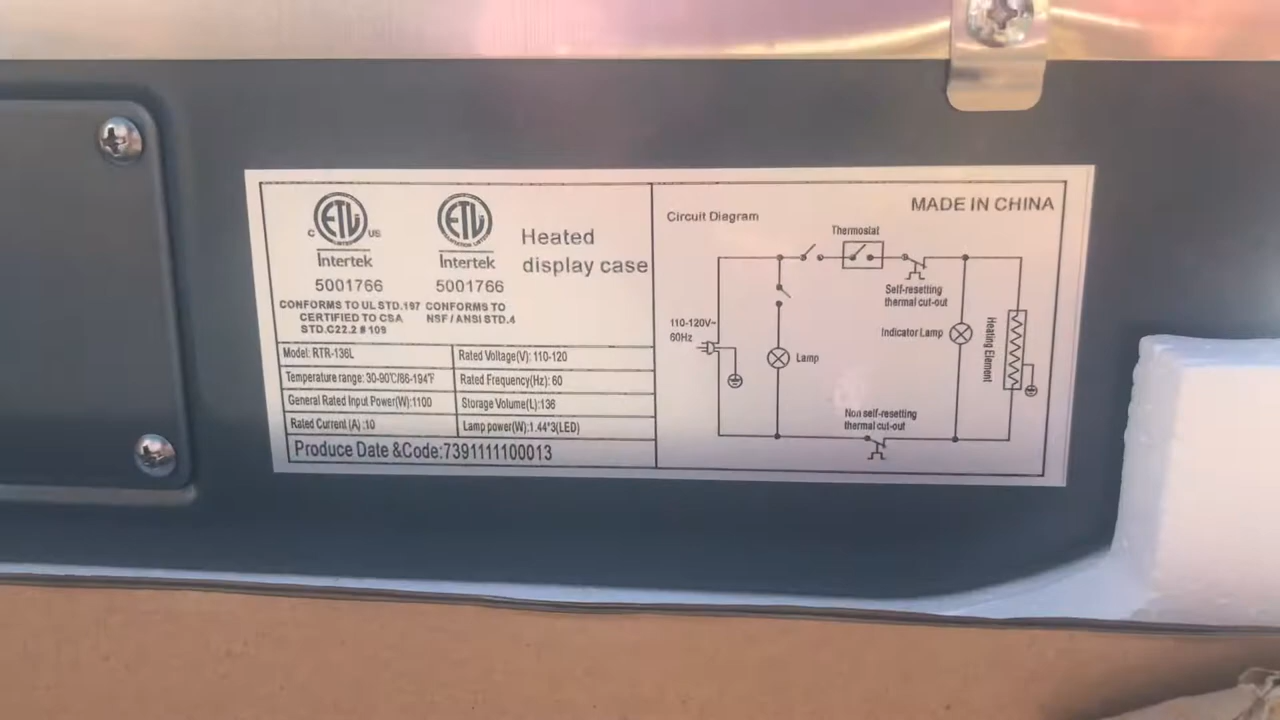 MADE IN CHINA
C ETL US
Intertek
5001766
CONFORMS TO UL STD.197
CERTIFIED TO CSA
STD.C22.2 # 109
ETL
Intertek
5001766
CONFORMS TO
NSF / ANSI STD.4
Heated
display case
Model: RTR-136L
Rated Voltage(V): 110-120
Temperature range: 30-90℃/86-194℉
Rated Frequency(Hz): 60
General Rated Input Power(W):1100
Storage Volume(L):136
Rated Current (A) :10
Lamp power(W):1.44*3(LED)
Produce Date &Code:7391111100013
Circuit Diagram
Thermostat
Self-resetting
thermal cut-out
110-120V~
60Hz
Lamp
Indicator Lamp
Heating Element
Non self-resetting
thermal cut-out